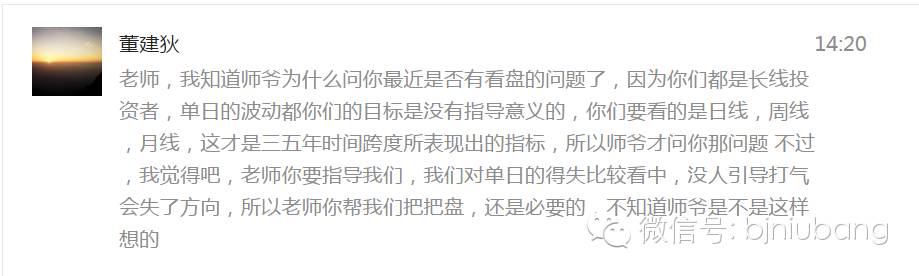 董建狄
14:20
老师，我知道师爷为什么问你最近是否有看盘的问题了，因为你们都是长线投
资者，单日的波动都你们的目标是没有指导意义的，你们要看的是日线，周线
，月线，这才是三五年时间跨度所表现出的指标，所以师爷才问你那问题 不过
，我觉得吧，老师你要指导我们，我们对单日的得失比较看中，没人引导打气
会失了方向，所以老师你帮我们把把盘，还是必要的，不知道师爷是不是这样
想的
微信号: bjniubang